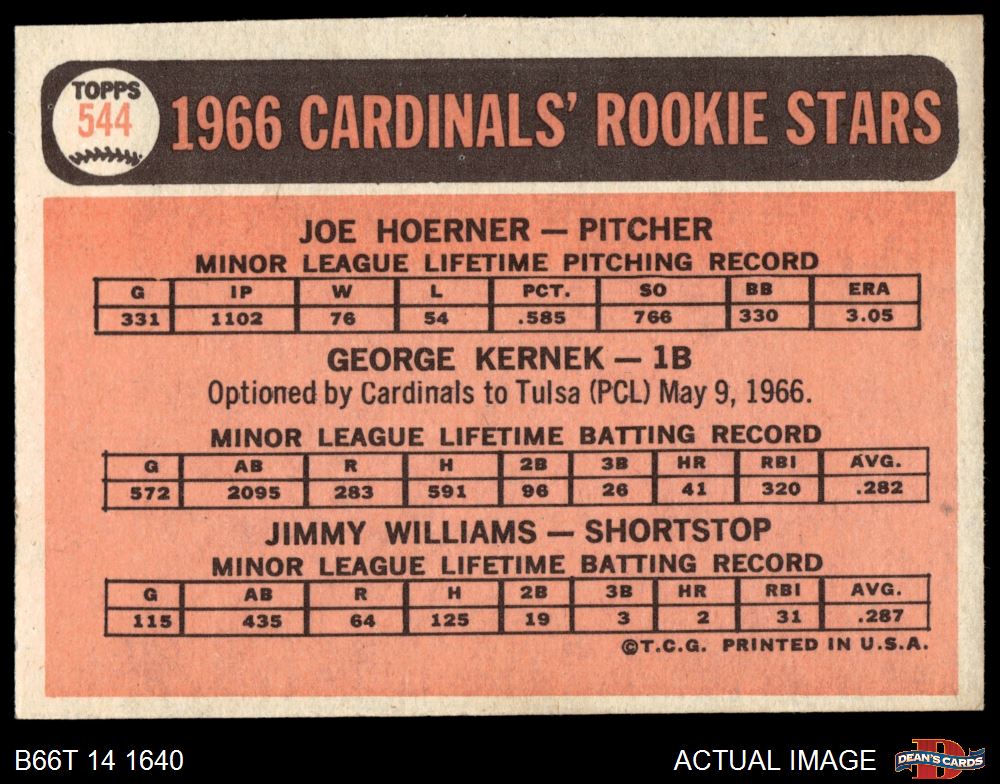 TOPPS
544
1966 CARDINALS' ROOKIE STARS
JOE HOERNER — PITCHER
MINOR LEAGUE LIFETIME PITCHING RECORD
G IP W L PCT. SO BB ERA
331 1102 76 54 .585 766 330 3.05
GEORGE KERNEK — 1B
Optioned by Cardinals to Tulsa (PCL) May 9, 1966.
MINOR LEAGUE LIFETIME BATTING RECORD
G AB R H 2B 3B HR RBI AVG.
572 2095 283 591 96 26 41 320 .282
JIMMY WILLIAMS — SHORTSTOP
MINOR LEAGUE LIFETIME BATTING RECORD
G AB R H 2B 3B HR RBI AVG.
115 435 64 125 19 3 2 31 .287
©T.C.G. PRINTED IN U.S.A.
B66T 14 1640 ACTUAL IMAGE
DEAN'S CARDS